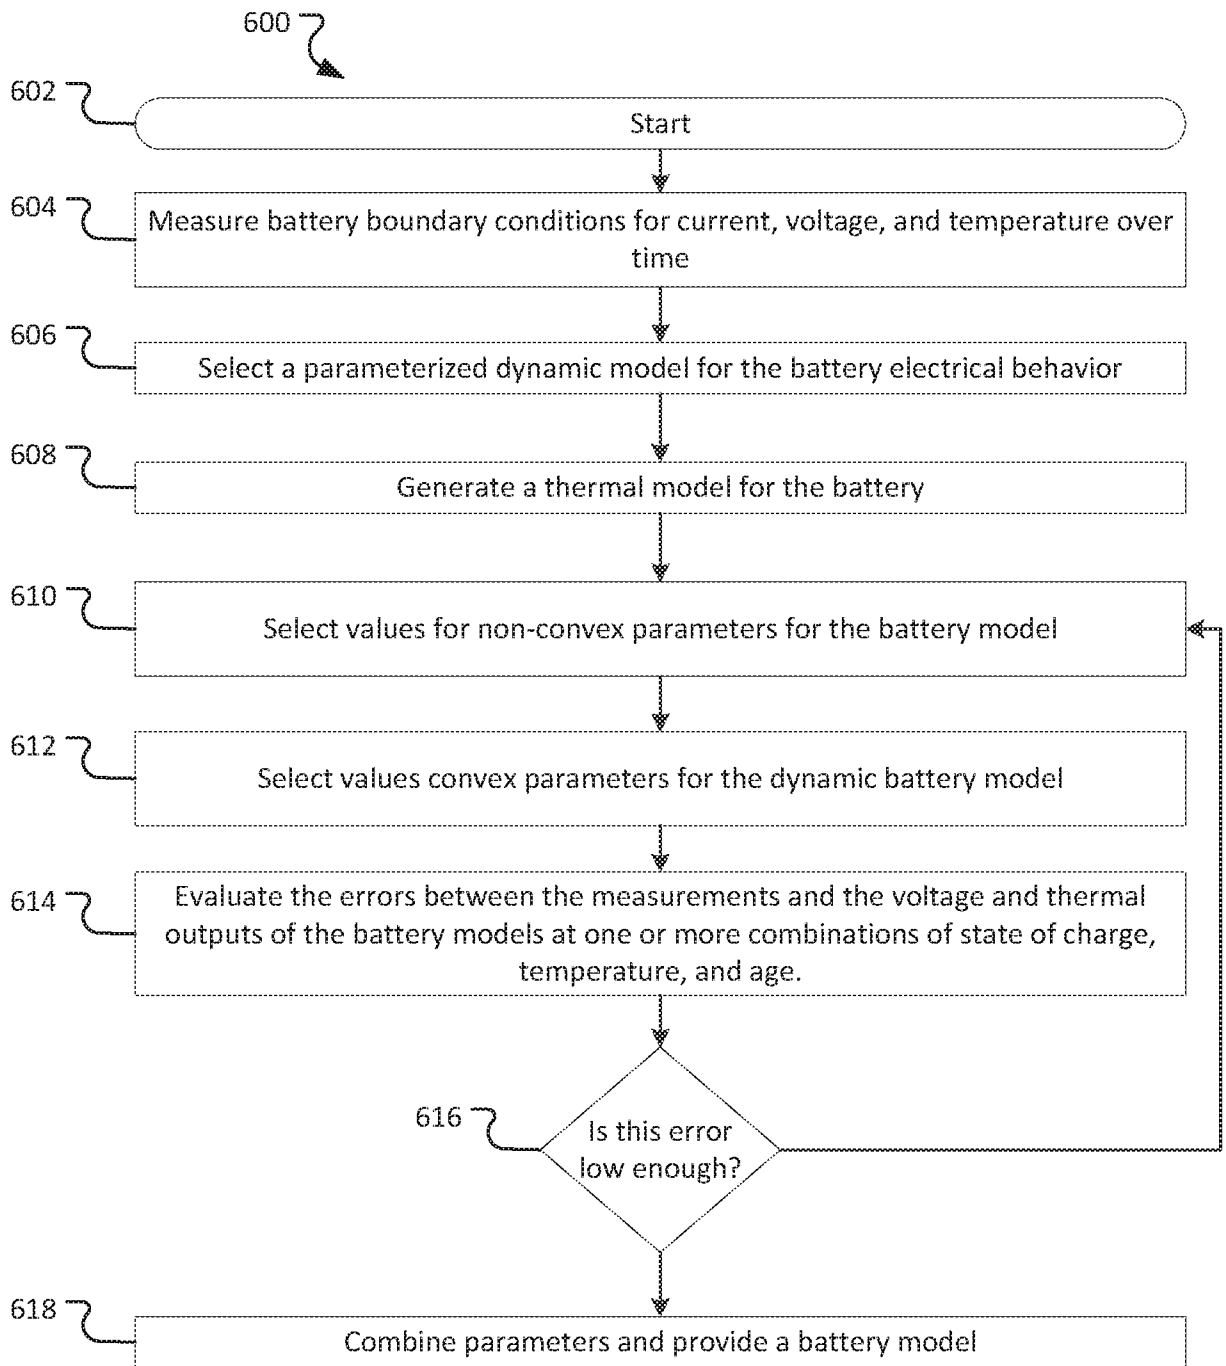 600
602
Start
604
Measure battery boundary conditions for current, voltage, and temperature over
time
606
Select a parameterized dynamic model for the battery electrical behavior
608
Generate a thermal model for the battery
610
Select values for non-convex parameters for the battery model
612
Select values convex parameters for the dynamic battery model
614
Evaluate the errors between the measurements and the voltage and thermal
outputs of the battery models at one or more combinations of state of charge,
temperature, and age.
616
Is this error
low enough?
618
Combine parameters and provide a battery model